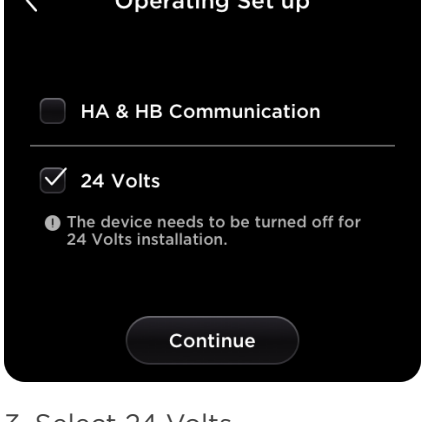 Operating Set up
HA & HB Communication
24 Volts
The device needs to be turned off for
24 Volts installation.
Continue
3. Select 24 Volts